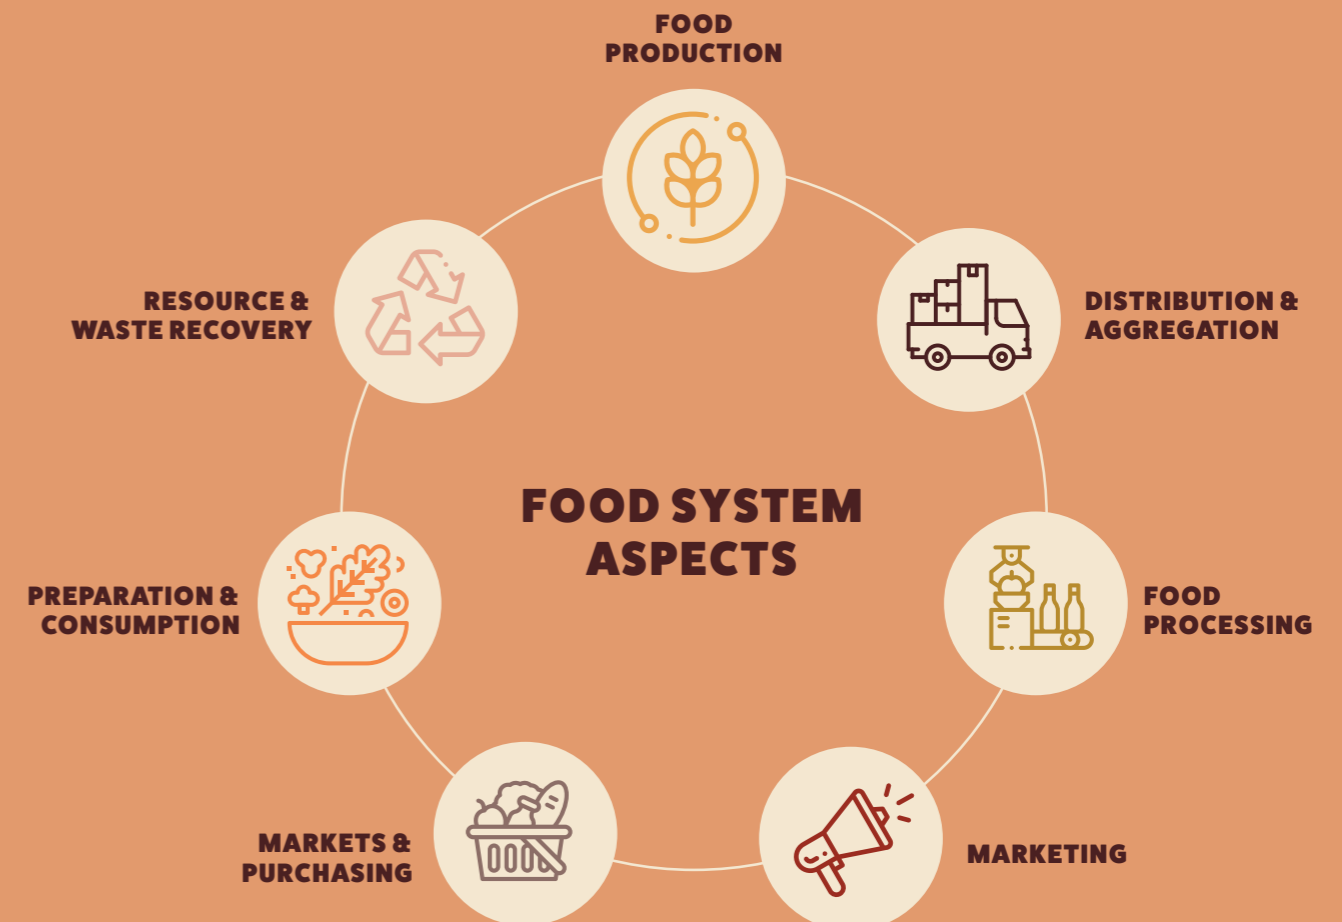 FOOD
PRODUCTION
RESOURCE &
WASTE RECOVERY
DISTRIBUTION &
AGGREGATION
FOOD SYSTEM
ASPECTS
PREPARATION &
CONSUMPTION
FOOD
PROCESSING
MARKETS &
PURCHASING
MARKETING